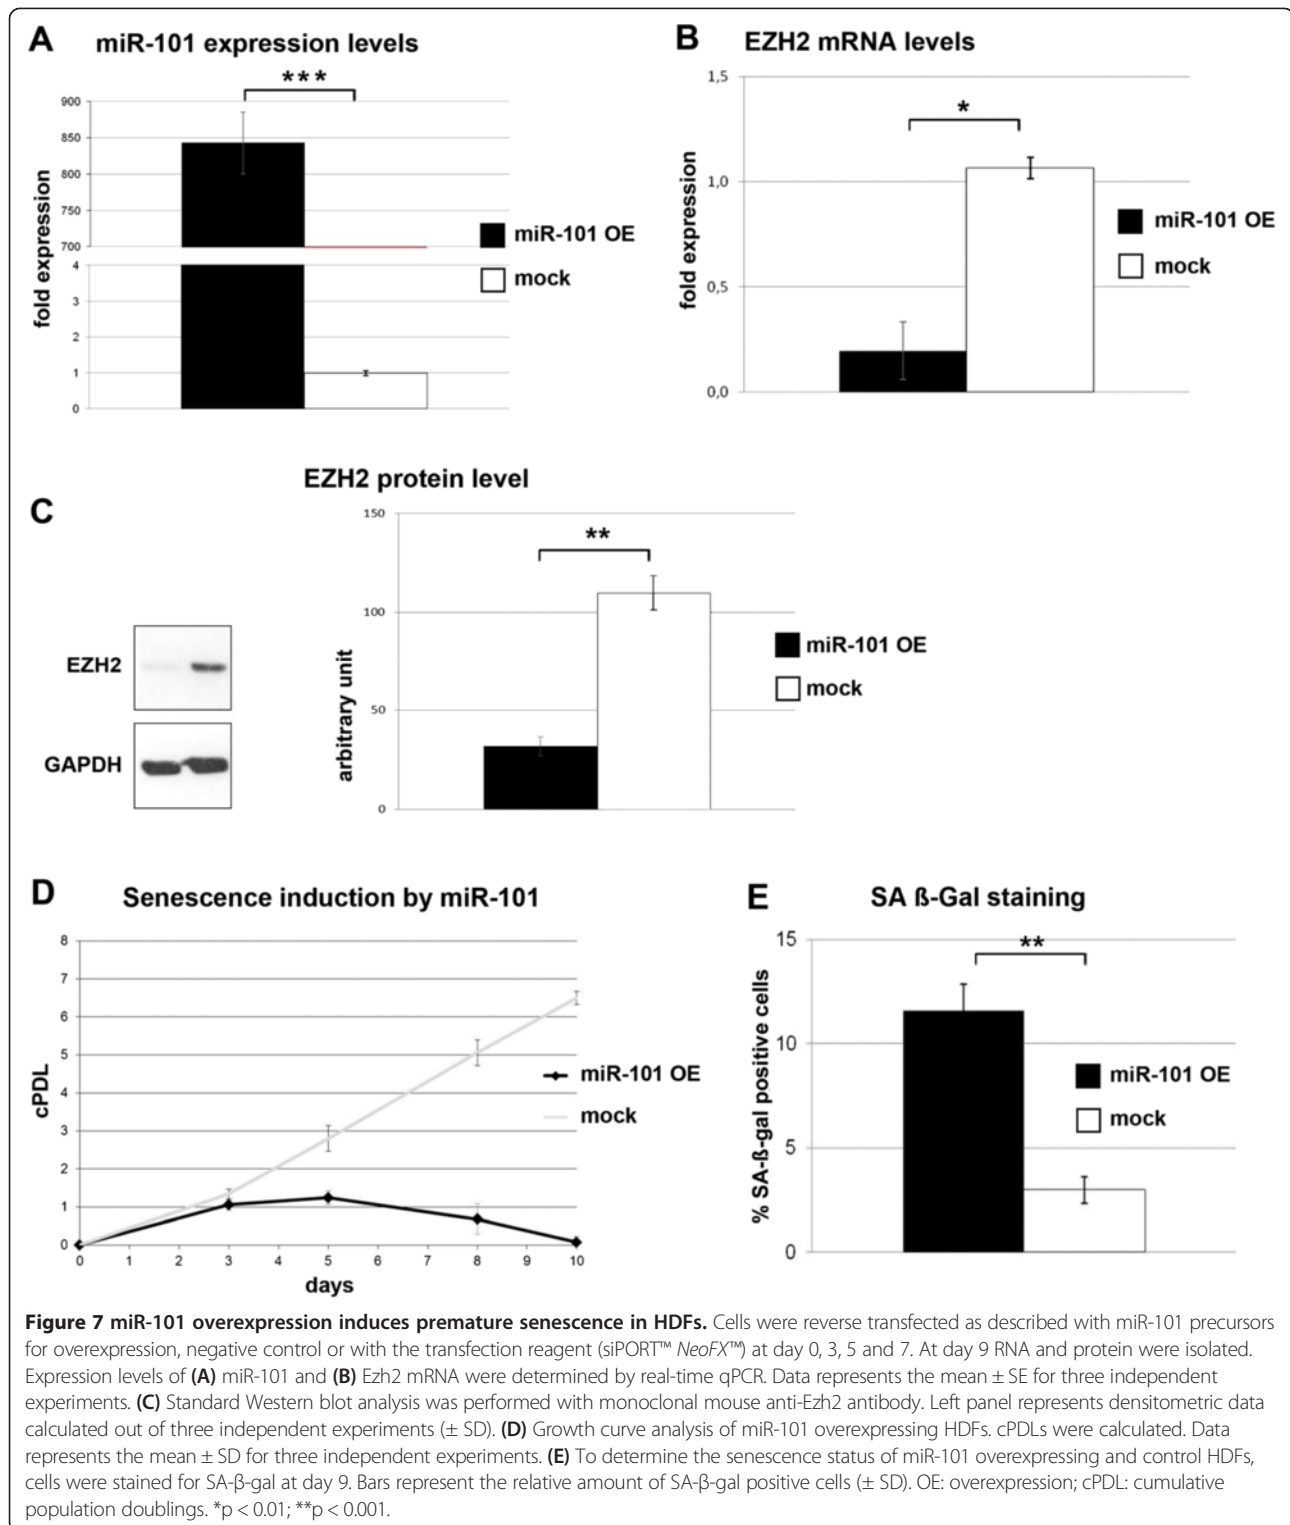 A miR-101 expression levels
***
900
850
800
750
700
4
3
2
1
0
fold expression
miR-101 OE
mock
B EZH2 mRNA levels
*
1,5
1,0
0,5
0,0
fold expression
miR-101 OE
mock
C
EZH2 protein level
EZH2
GAPDH
**
150
100
50
0
arbitrary unit
miR-101 OE
mock
D Senescence induction by miR-101
8
7
6
5
4
3
2
1
0
cPDL
0 1 2 3 4 5 6 7 8 10
days
miR-101 OE
mock
E SA ß-Gal staining
**
15
10
5
0
% SA-ß-gal positive cells
miR-101 OE
mock
Figure 7 miR-101 overexpression induces premature senescence in HDFs. Cells were reverse transfected as described with miR-101 precursors
for overexpression, negative control or with the transfection reagent (siPORT™ NeoFX™) at day 0, 3, 5 and 7. At day 9 RNA and protein were isolated.
Expression levels of (A) miR-101 and (B) Ezh2 mRNA were determined by real-time qPCR. Data represents the mean ± SE for three independent
experiments. (C) Standard Western blot analysis was performed with monoclonal mouse anti-Ezh2 antibody. Left panel represents densitometric data
calculated out of three independent experiments (± SD). (D) Growth curve analysis of miR-101 overexpressing HDFs. cPDLs were calculated. Data
represents the mean ± SD for three independent experiments. (E) To determine the senescence status of miR-101 overexpressing and control HDFs,
cells were stained for SA-β-gal at day 9. Bars represent the relative amount of SA-β-gal positive cells (± SD). OE: overexpression; cPDL: cumulative
population doublings. *p < 0.01; **p < 0.001.